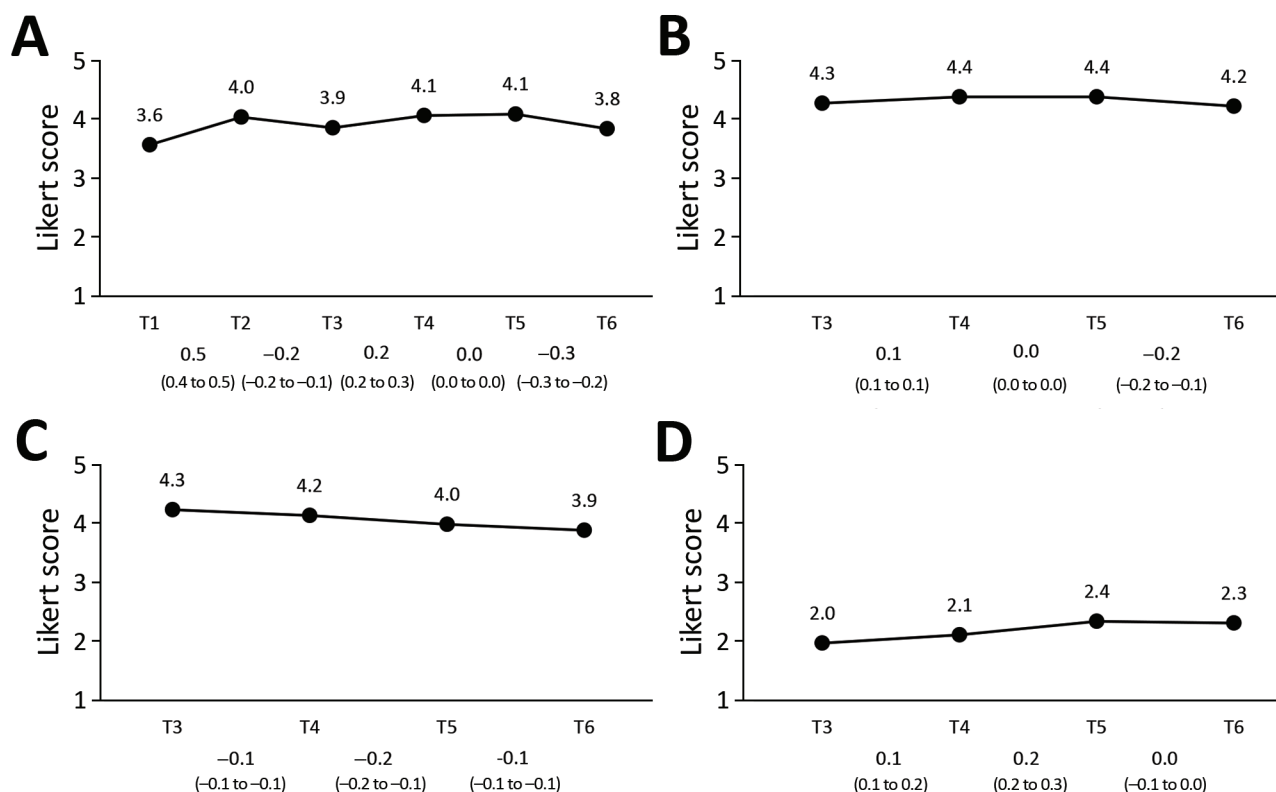 A
Likert score
5
4
3
2
1
3.6
4.0
3.9
4.1
4.1
3.8
T1 T2 T3 T4 T5 T6
0.5 –0.2 0.2 0.0 –0.3
(0.4 to 0.5) (–0.2 to –0.1) (0.2 to 0.3) (0.0 to 0.0) (–0.3 to –0.2)
B
Likert score
5
4
3
2
1
4.3
4.4
4.4
4.2
T3 T4 T5 T6
0.1 0.0 –0.2
(0.1 to 0.1) (0.0 to 0.0) (–0.2 to –0.1)
C
Likert score
5
4
3
2
1
4.3
4.2
4.0
3.9
T3 T4 T5 T6
–0.1 –0.2 -0.1
(–0.1 to –0.1) (–0.2 to –0.1) (–0.1 to –0.1)
D
Likert score
5
4
3
2
1
2.0
2.1
2.4
2.3
T3 T4 T5 T6
0.1 0.2 0.0
(0.1 to 0.2) (0.2 to 0.3) (–0.1 to 0.0)